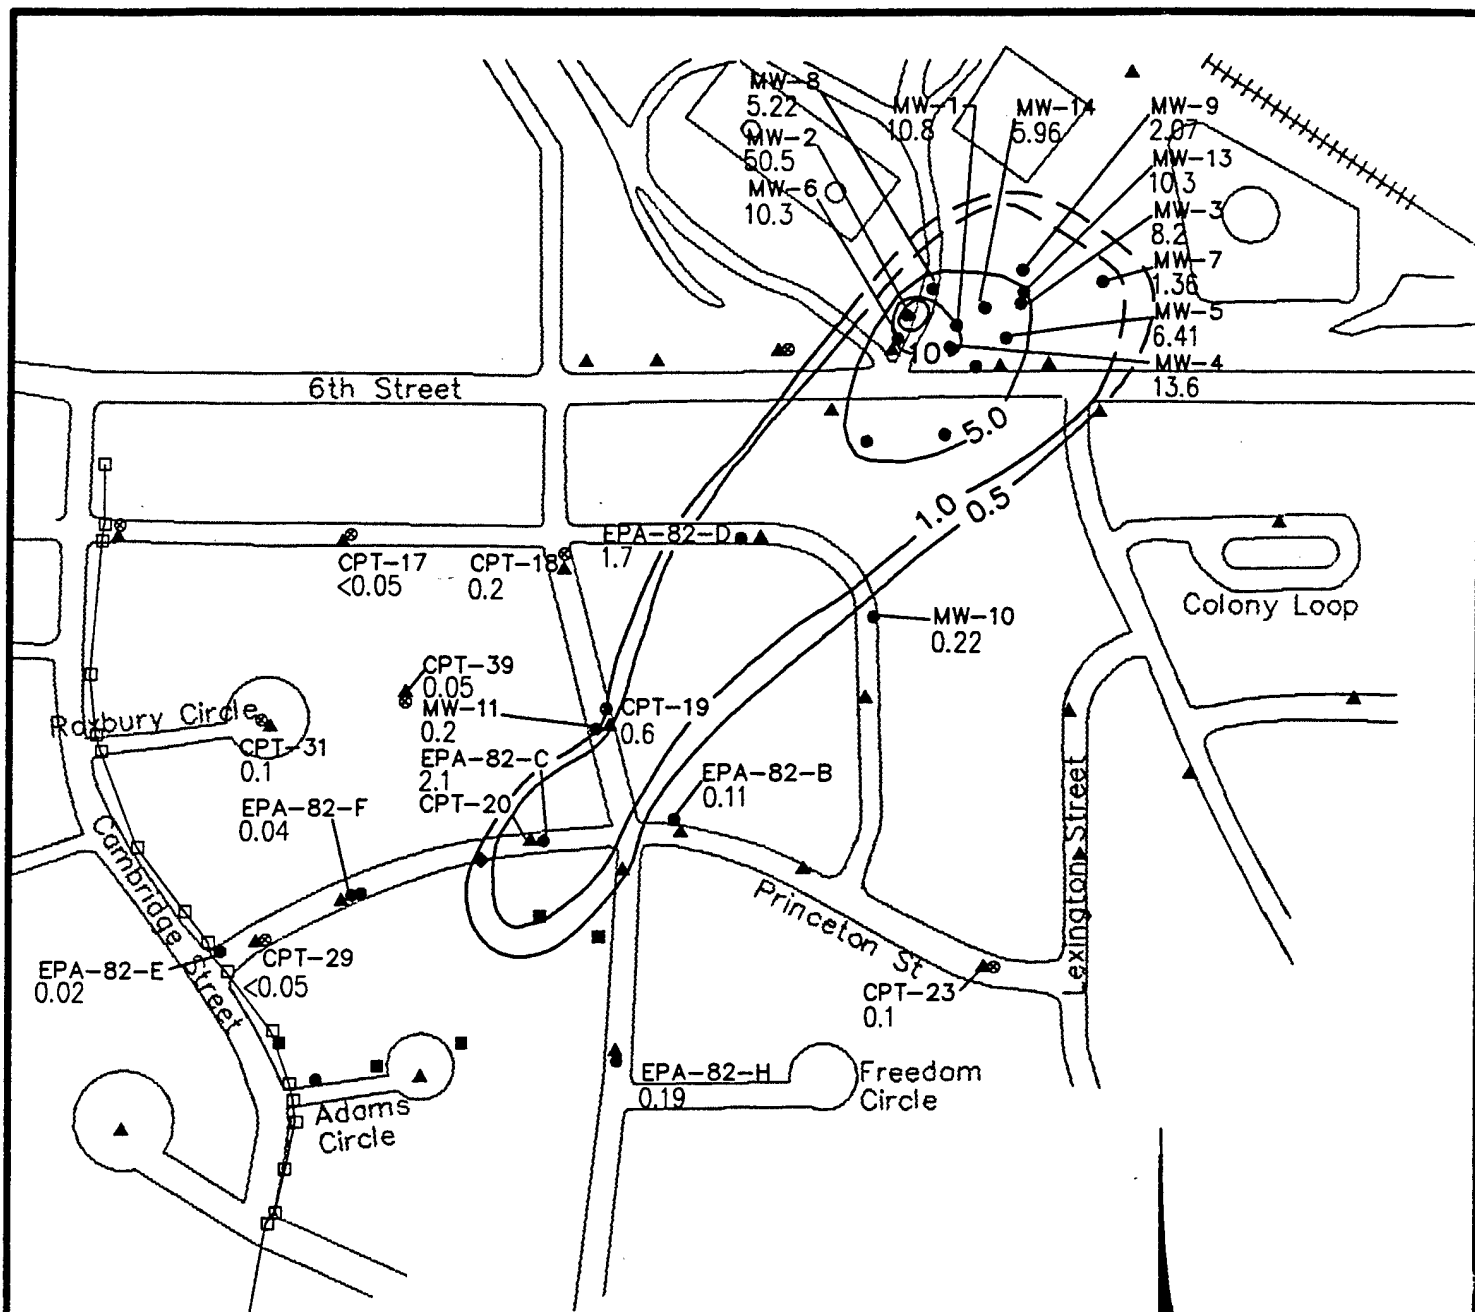 MW-8
5.22
MW-2
50.5
MW-6
10.3
MW-1
10.8
MW-14
5.96
MW-9
2.07
MW-13
10.3
MW-3
8.2
MW-7
1.36
MW-5
6.41
MW-4
13.6
10
6th Street
5.0
1.0
0.5
EPA-82-D
1.7
CPT-17
<0.05
CPT-18
0.2
Colony Loop
MW-10
0.22
CPT-39
0.05
MW-11
0.2
CPT-19
0.6
Roxbury Circle
CPT-31
0.1
EPA-82-C
2.1
CPT-20
EPA-82-B
0.11
EPA-82-F
0.04
Cambridge Street
Lexington Street
Princeton St
EPA-82-E
0.02
CPT-29
<0.05
CPT-23
0.1
EPA-82-H
0.19
Freedom
Circle
Adams
Circle